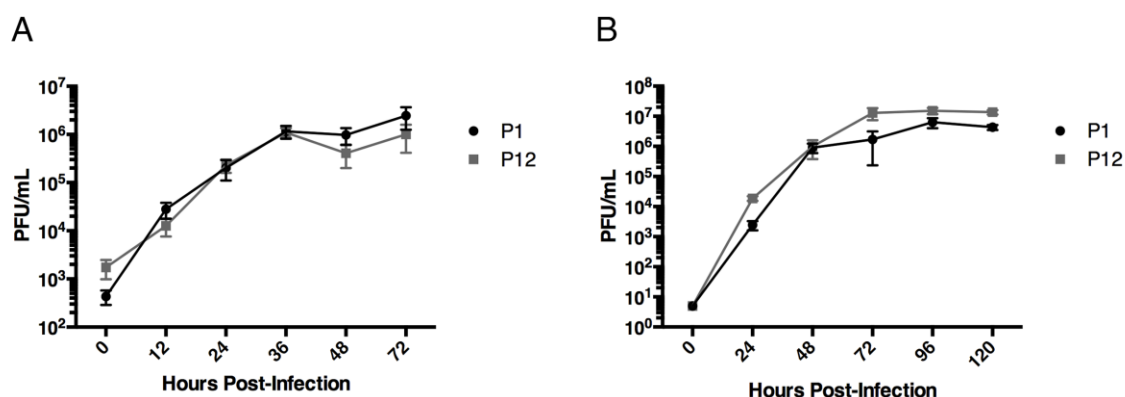 A
PFU/mL
10⁷
10⁶
10⁵
10⁴
10³
10²
0
12
24
36
48
72
Hours Post-Infection
P1
P12
B
PFU/mL
10⁸
10⁷
10⁶
10⁵
10⁴
10³
10²
10¹
10⁰
0
24
48
72
96
120
Hours Post-Infection
P1
P12